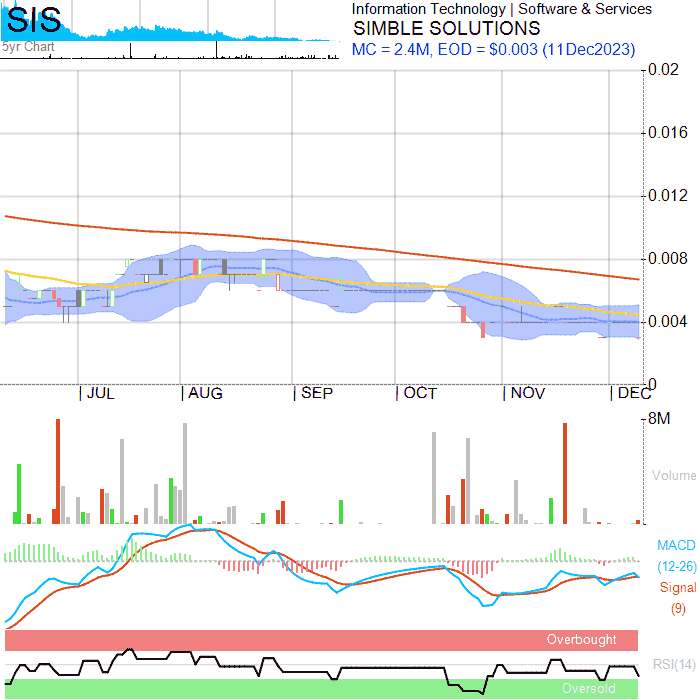 SIS
5yr Chart
Information Technology | Software & Services
SIMBLE SOLUTIONS
MC = 2.4M, EOD = $0.003 (11Dec2023)
0.02
0.016
0.012
0.008
0.004
0
JUL AUG SEP OCT NOV DEC
8M
Volume
MACD
(12-26)
Signal
(9)
Overbought
RSI(14)
Oversold